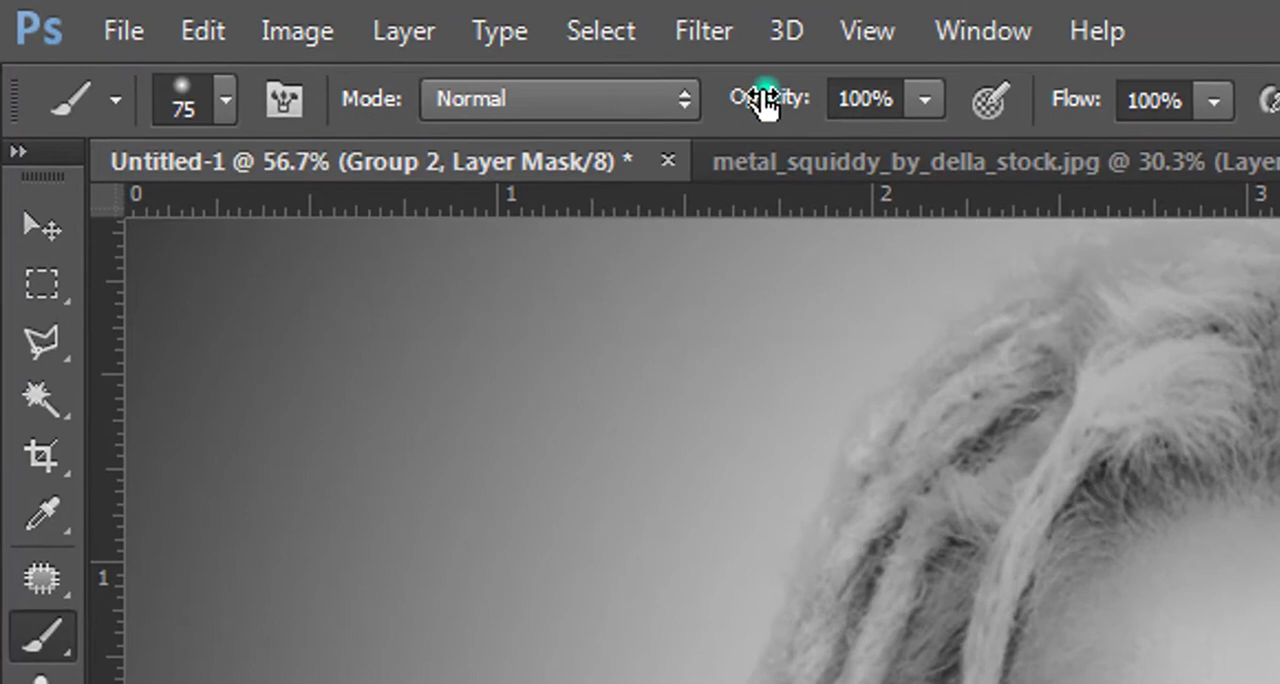 Ps File Edit Image Layer Type Select Filter 3D View Window Help
75 Mode: Normal 100% Flow: 100%
Untitled-1 @ 56.7% (Group 2, Layer Mask/8) * × metal_squiddy_by_della_stock.jpg @ 30.3% (Layer
0 1 2 3
1